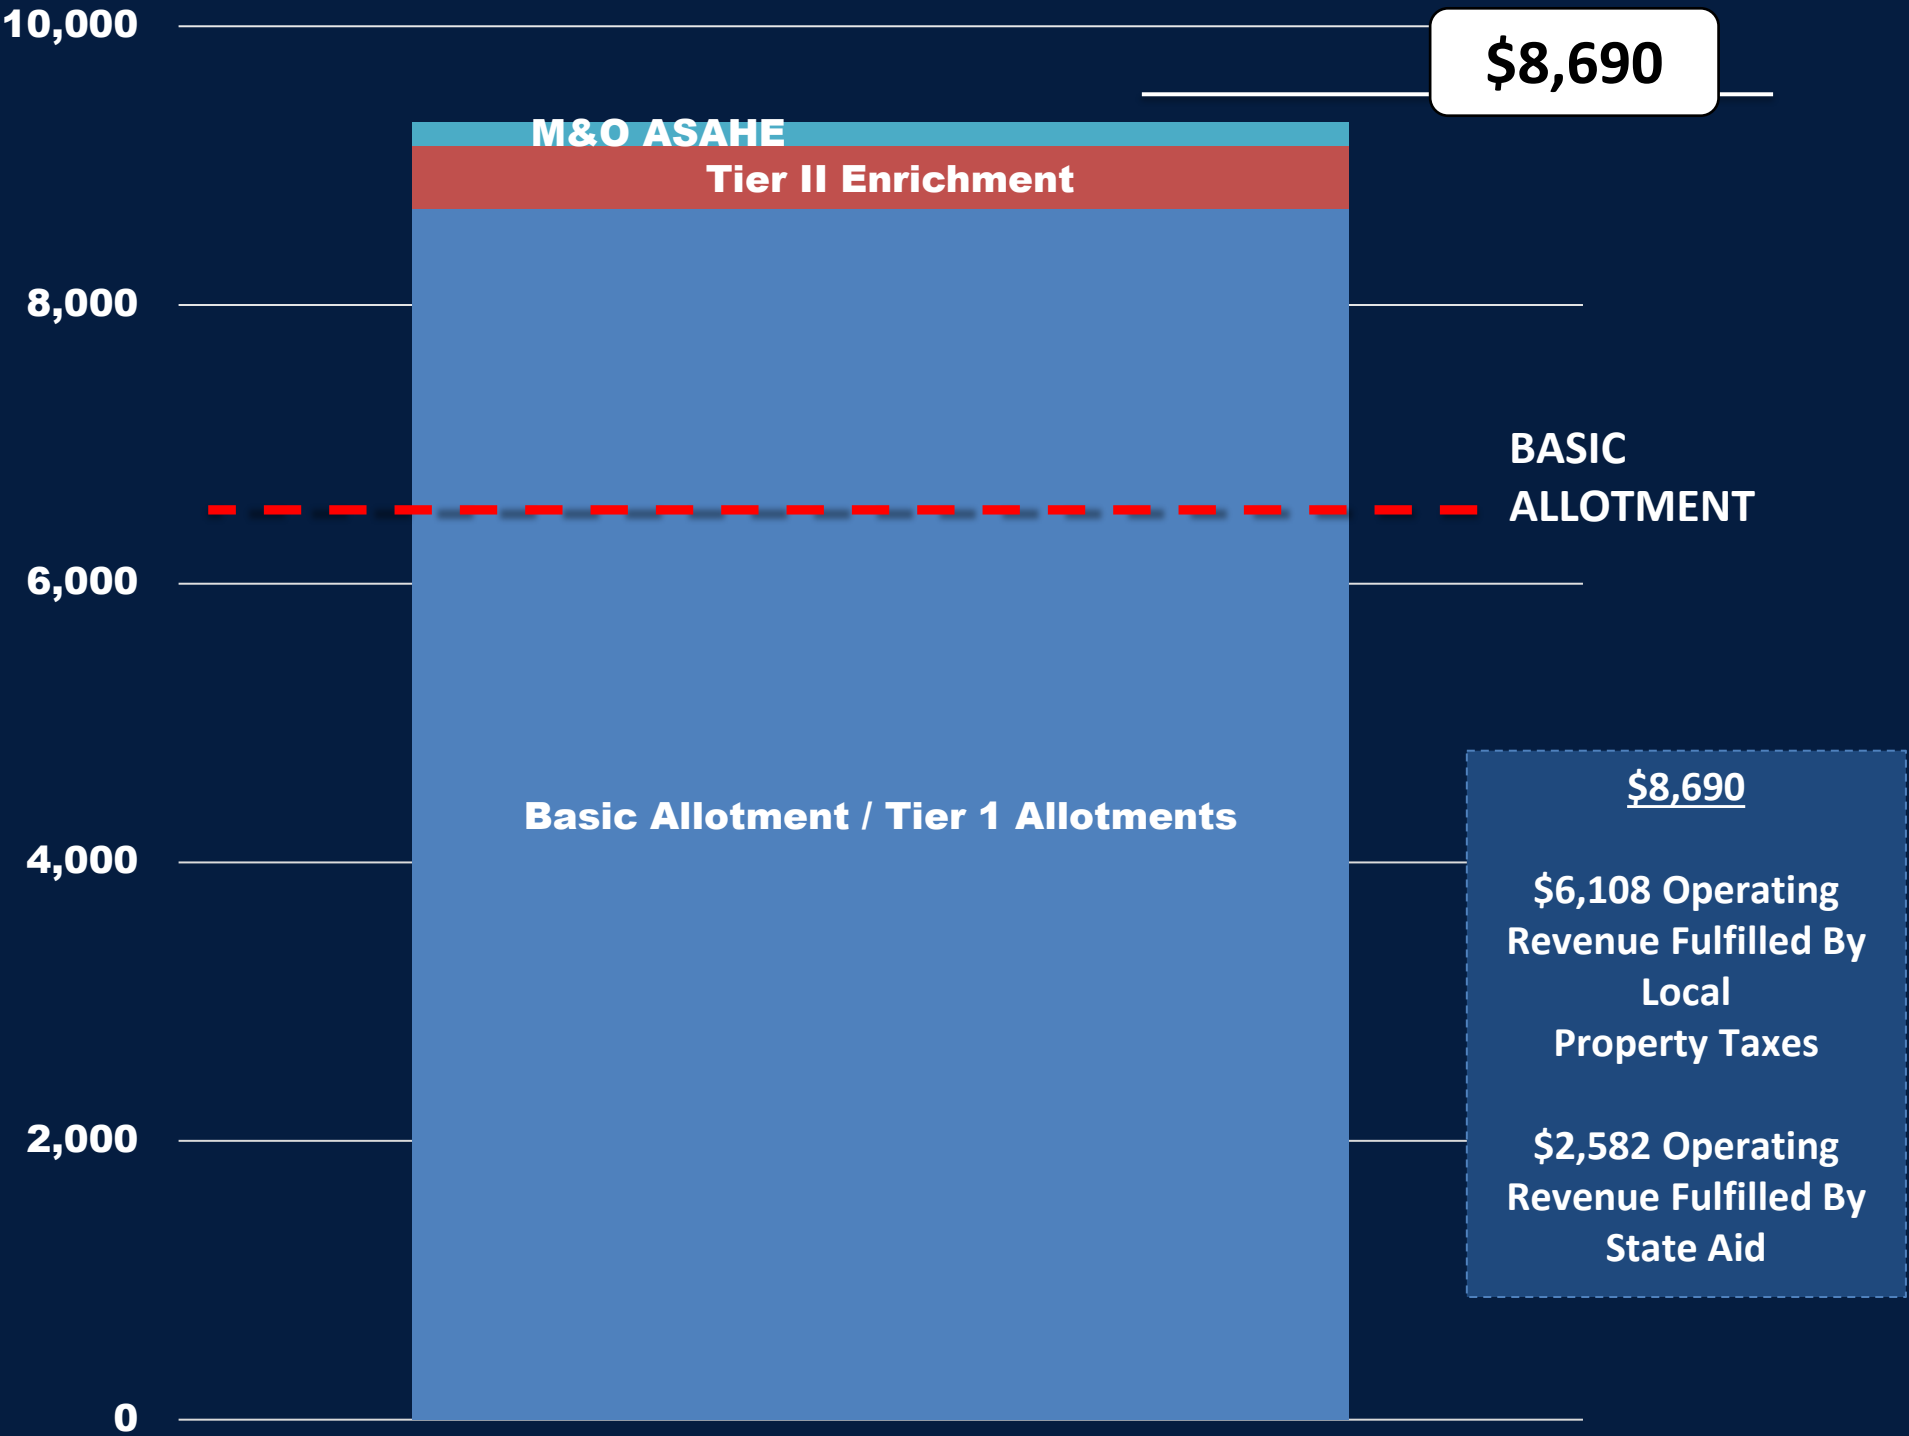 10,000
$8,690
M&O ASAHE
Tier II Enrichment
8,000
BASIC
ALLOTMENT
6,000
$8,690
Basic Allotment / Tier 1 Allotments
4,000
$6,108 Operating
Revenue Fulfilled By
Local
Property Taxes
2,000
$2,582 Operating
Revenue Fulfilled By
State Aid
0